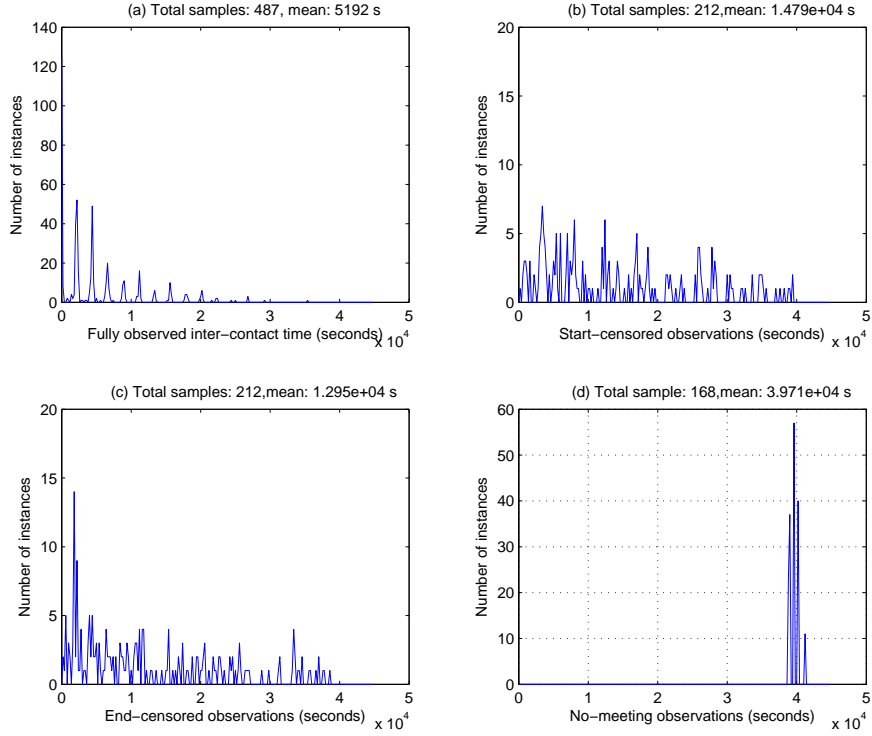 (a) Total samples: 487, mean: 5192 s
140
120
100
80
60
40
20
0
Number of instances
0 1 2 3 4 5
Fully observed inter−contact time (seconds)
x 10^4
(b) Total samples: 212,mean: 1.479e+04 s
20
15
10
5
0
Number of instances
0 1 2 3 4 5
Start−censored observations (seconds)
x 10^4
(c) Total samples: 212,mean: 1.295e+04 s
20
15
10
5
0
Number of instances
0 1 2 3 4 5
End−censored observations (seconds)
x 10^4
(d) Total sample: 168,mean: 3.971e+04 s
60
50
40
30
20
10
0
Number of instances
0 1 2 3 4 5
No−meeting observations (seconds)
x 10^4